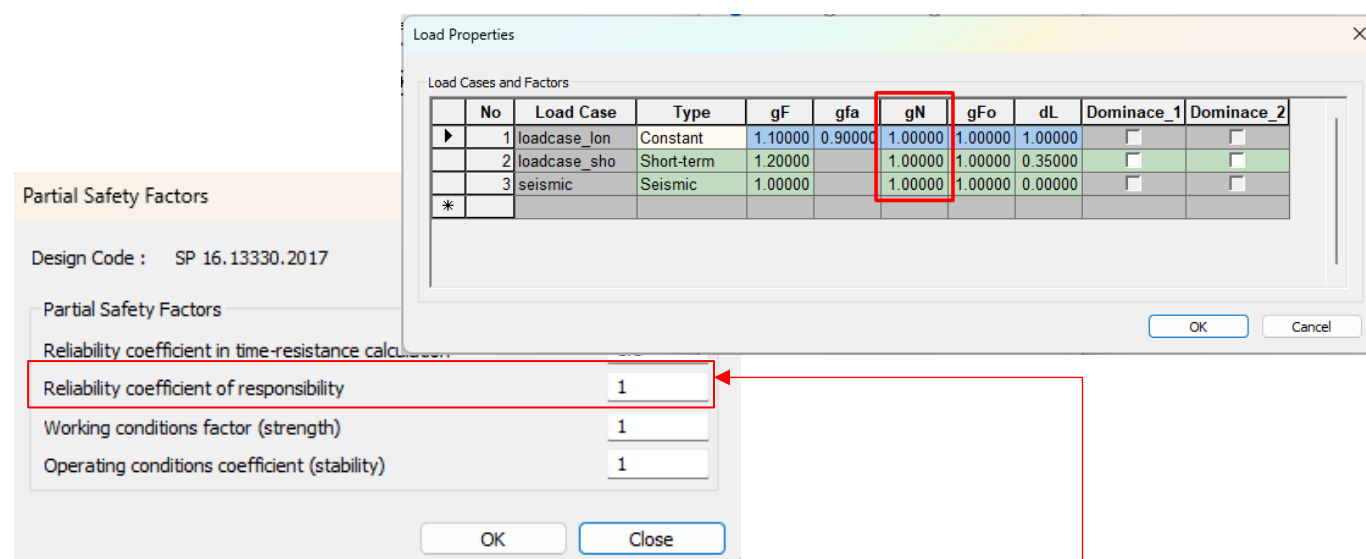 Load Properties
Load Cases and Factors
No Load Case Type gF gfa gN gFo dL Dominace_1 Dominace_2
1 loadcase_lon Constant 1.10000 0.90000 1.00000 1.00000 1.00000
2 loadcase_sho Short-term 1.20000 1.00000 1.00000 0.35000
3 seismic Seismic 1.00000 1.00000 1.00000 0.00000
*
OK Cancel
Partial Safety Factors
Design Code : SP 16.13330.2017
Partial Safety Factors
Reliability coefficient in time-resistance
Reliability coefficient of responsibility 1
Working conditions factor (strength) 1
Operating conditions coefficient (stability) 1
OK Close